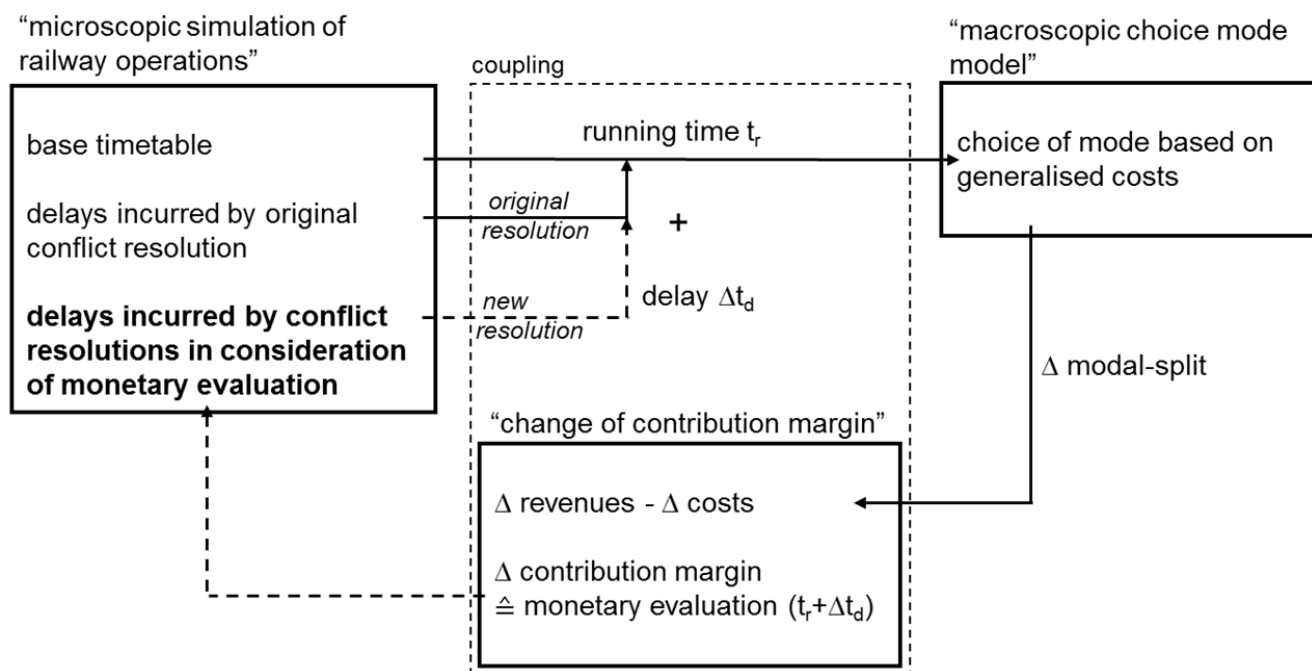 “microscopic simulation of
railway operations”
base timetable
delays incurred by original
conflict resolution
delays incurred by conflict
resolutions in consideration
of monetary evaluation
coupling
running time tr
original
resolution
+
new
resolution
delay Δtd
“macroscopic choice mode
model”
choice of mode based on
generalised costs
Δ modal-split
“change of contribution margin”
Δ revenues - Δ costs
Δ contribution margin
≙ monetary evaluation (tr+Δtd)